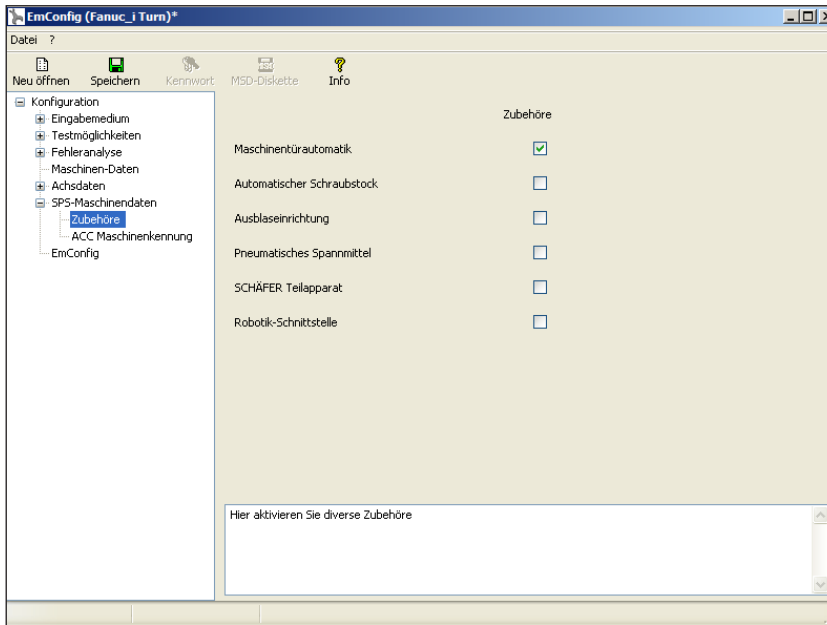 EmConfig (Fanuc_i Turn)*
Datei ?
Neu öffnen Speichern Kennwort MSD-Diskette Info
Konfiguration
Eingabemedium
Testmöglichkeiten
Fehleranalyse
Maschinen-Daten
Achsdaten
SPS-Maschinendaten
Zubehöre
ACC Maschinenkennung
EmConfig
Zubehöre
Maschinentürautomatik
Automatischer Schraubstock
Ausblaseinrichtung
Pneumatisches Spannmittel
SCHÄFER Teilapparat
Robotik-Schnittstelle
Hier aktivieren Sie diverse Zubehöre